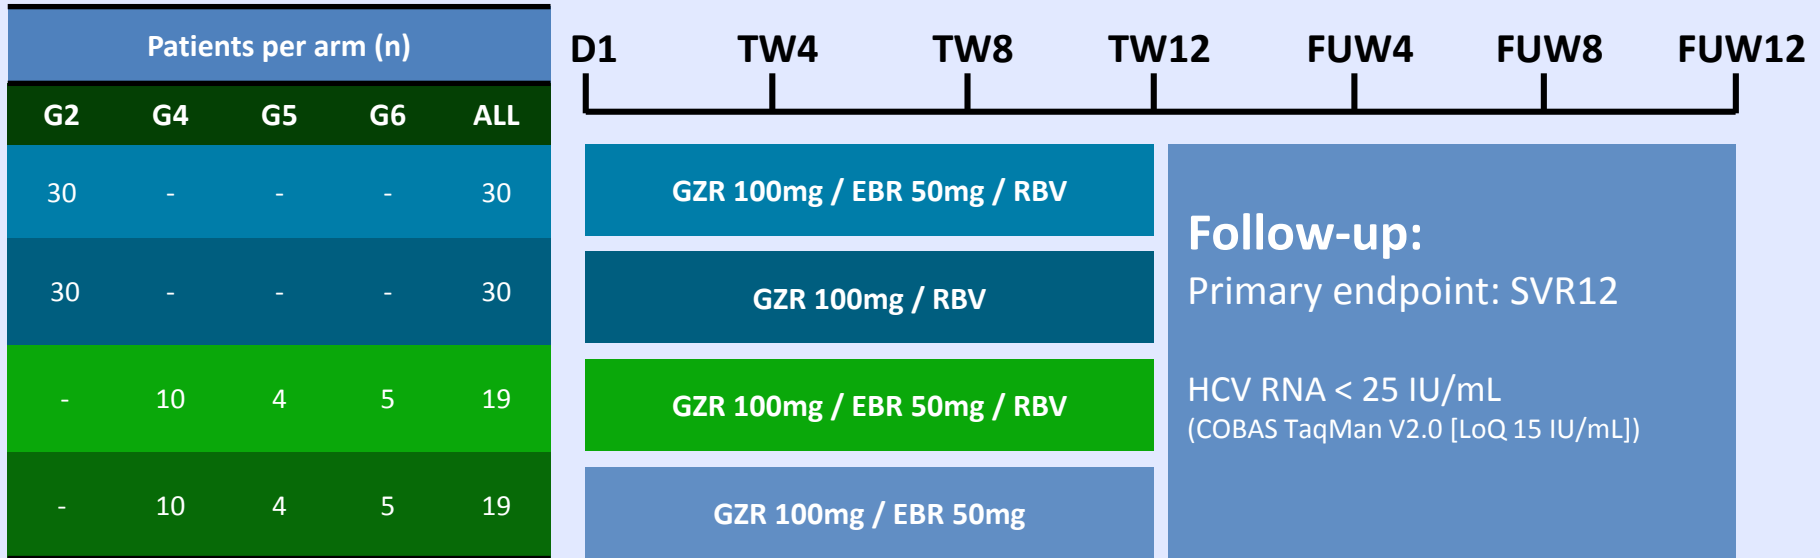 Patients per arm (n)
D1 TW4 TW8 TW12 FUW4 FUW8 FUW12
G2 G4 G5 G6 ALL
30 - - - 30
GZR 100mg / EBR 50mg / RBV
30 - - - 30
GZR 100mg / RBV
- 10 4 5 19
GZR 100mg / EBR 50mg / RBV
- 10 4 5 19
GZR 100mg / EBR 50mg
Follow-up:
Primary endpoint: SVR12
HCV RNA < 25 IU/mL
(COBAS TaqMan V2.0 [LoQ 15 IU/mL])